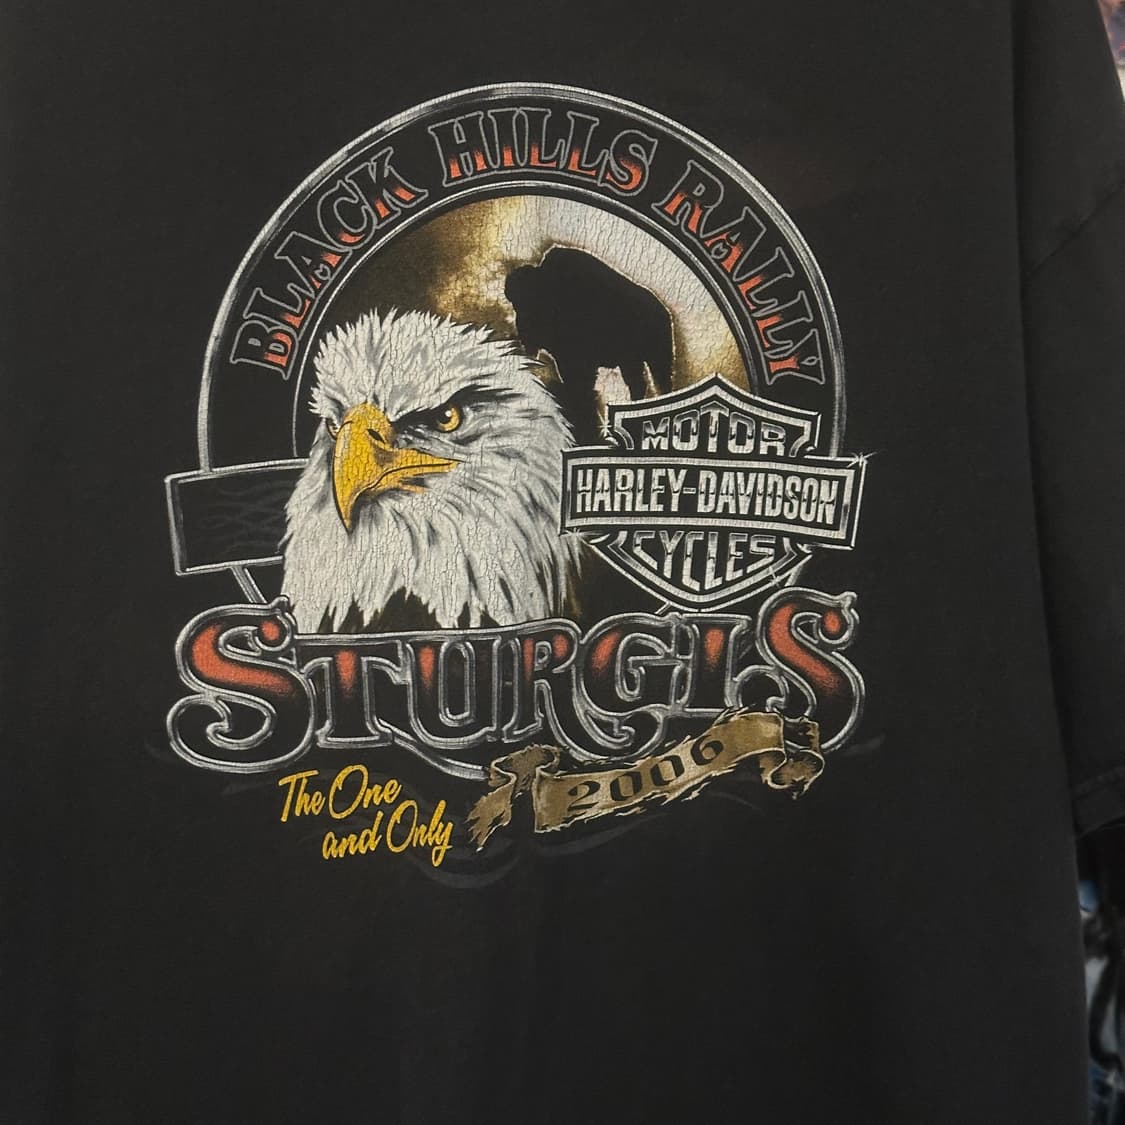 BLACK HILLS RALLY
MOTOR
HARLEY-DAVIDSON
CYCLES
STURGIS
2006
The One
and Only